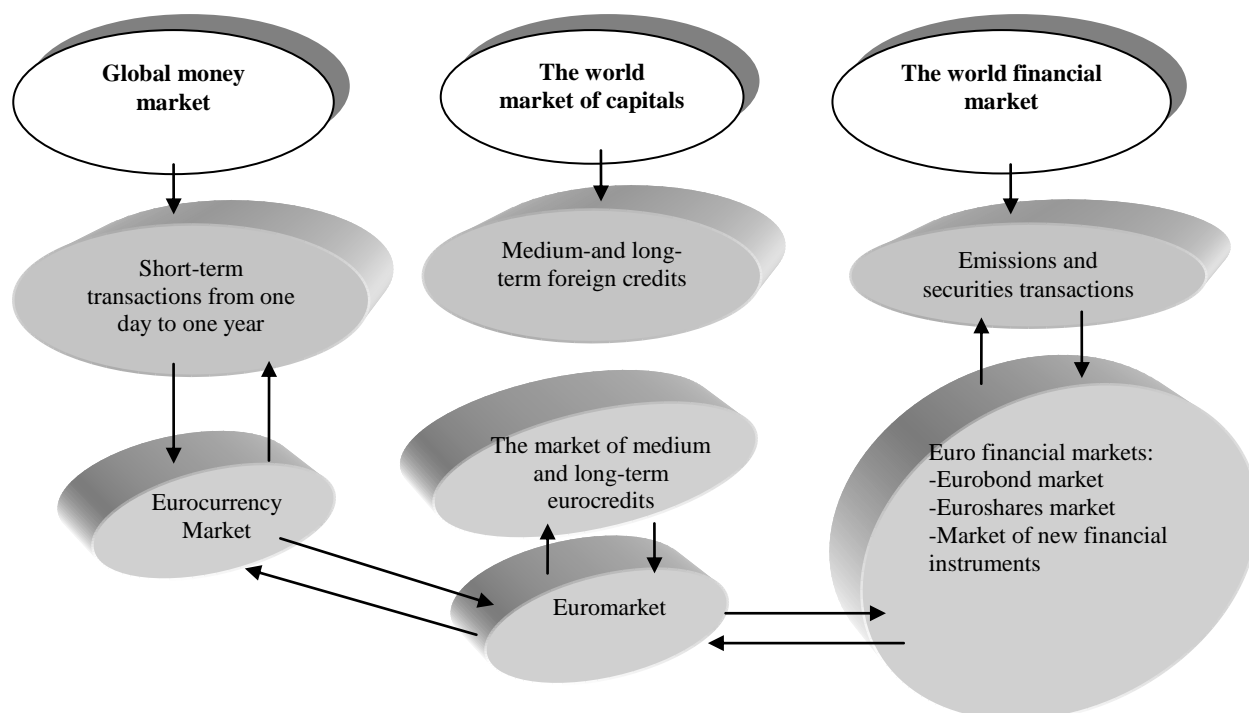 Global money
market
The world
market of capitals
The world financial
market
Short-term
transactions from one
day to one year
Medium-and long-
term foreign credits
Emissions and
securities transactions
Eurocurrency
Market
The market of medium
and long-term
eurocredits
Euromarket
Euro financial markets:
-Eurobond market
-Euroshares market
-Market of new financial
instruments